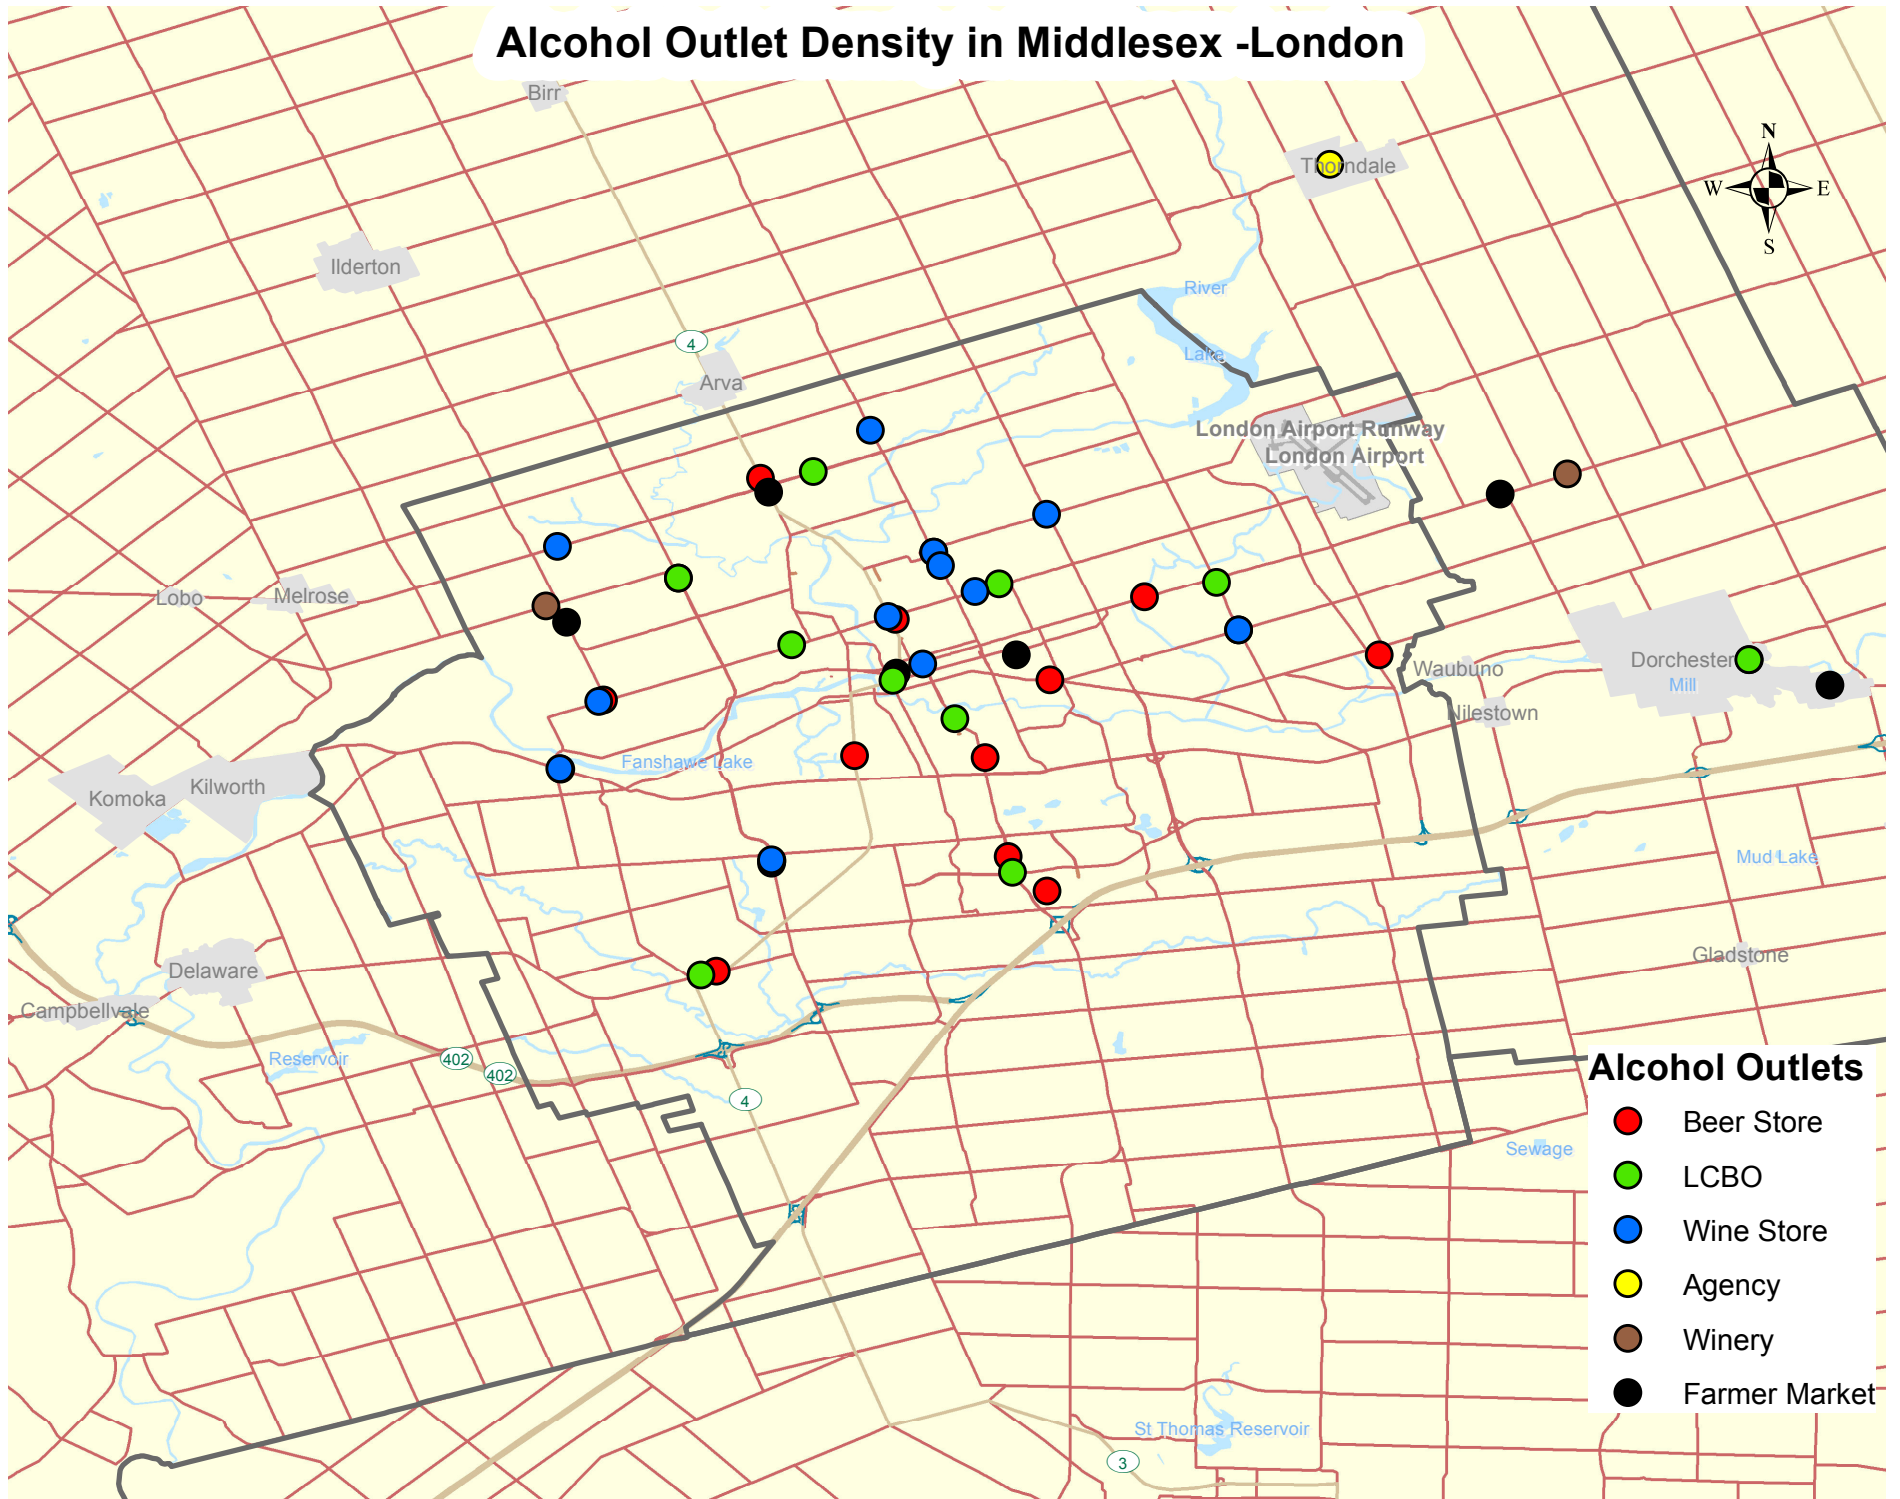 Alcohol Outlet Density in Middlesex -London
Birr
N
Thorndale
W
E
S
Ilderton
River
4
Lake
Arva
London Airport Runway
London Airport
Lobo
Melrose
Waubuno
Dorchester
Mill
Nilestown
Fanshawe Lake
Kilworth
Komoka
Mud Lake
Gladstone
Delaware
Campbellvale
Reservoir
402
402
4
Alcohol Outlets
Beer Store
Sewage
LCBO
Wine Store
Agency
Winery
Farmer Market
St Thomas Reservoir
3